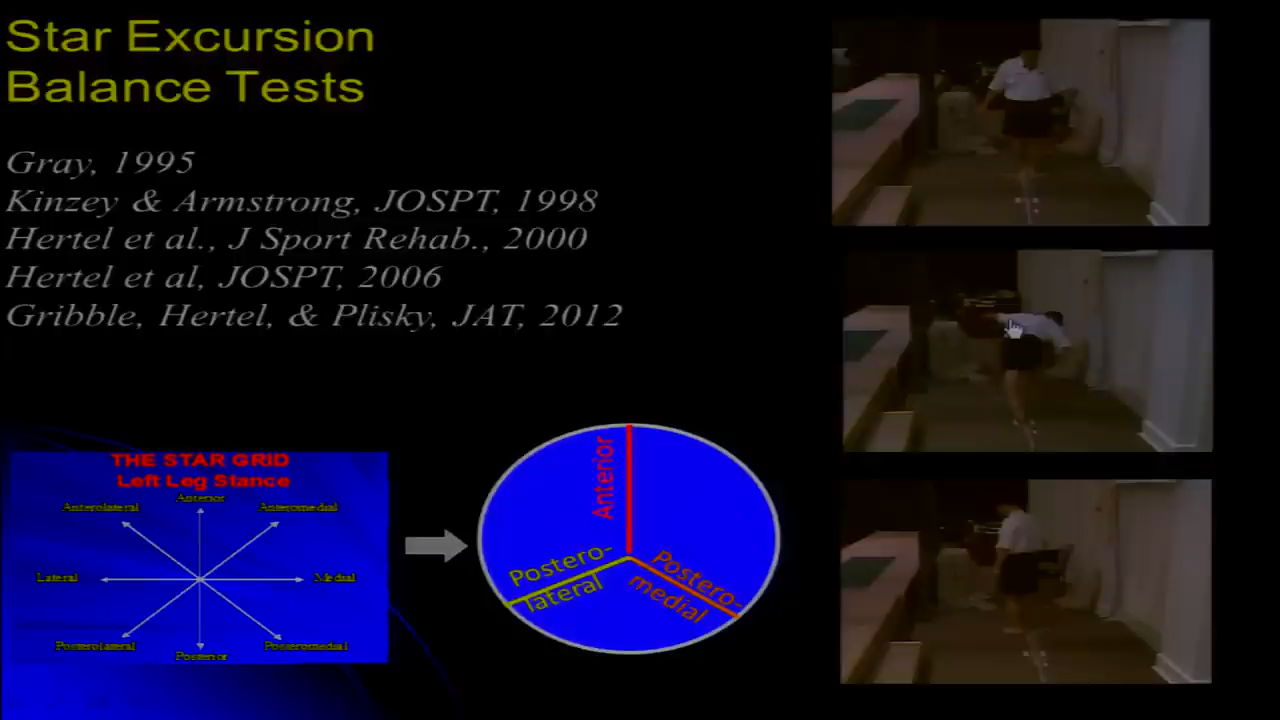 Star Excursion
Balance Tests
Gray, 1995
Kinzey & Armstrong, JOSPT, 1998
Hertel et al., J Sport Rehab., 2000
Hertel et al, JOSPT, 2006
Gribble, Hertel, & Plisky, JAT, 2012
THE STAR GRID
Left Leg Stance
Anterior
Anterolateral
Anteromedial
Lateral
Medial
Posterolateral
Posterior
Posteromedial
Anterior
Postero-
lateral
Postero-
medial